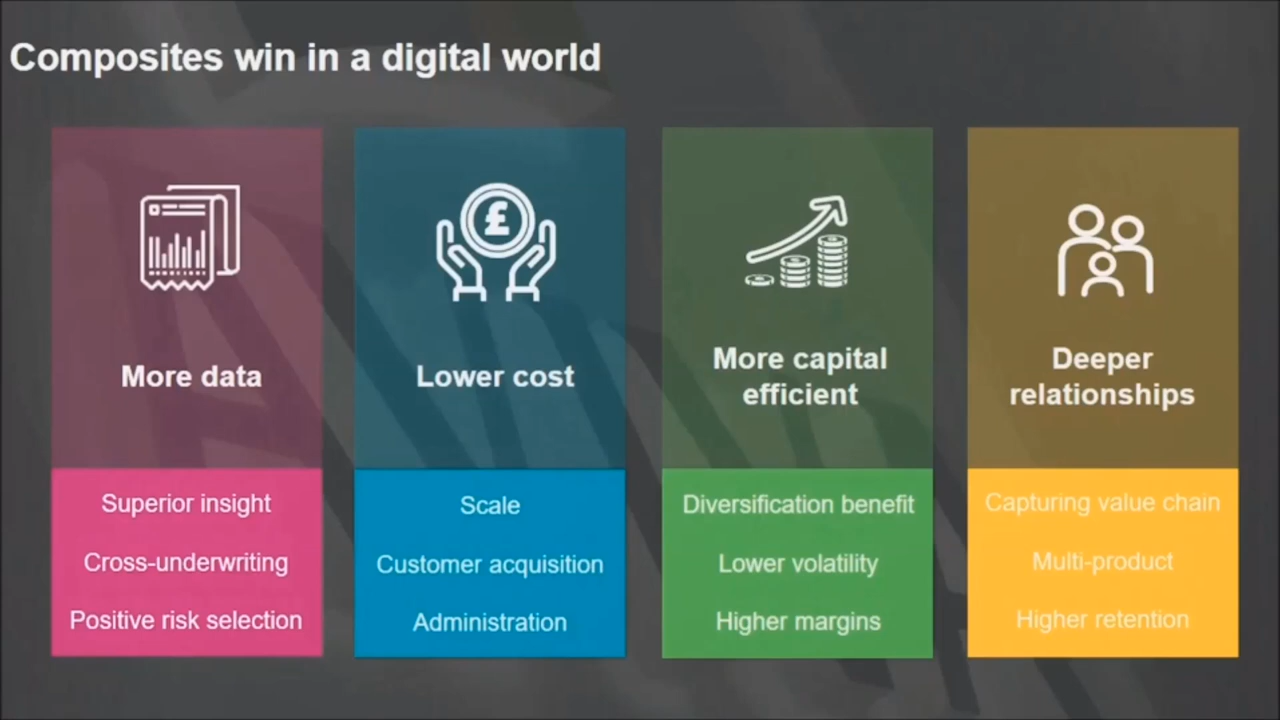 Composites win in a digital world
£
More data
Superior insight
Cross-underwriting
Positive risk selection
Lower cost
Scale
Customer acquisition
Administration
More capital
efficient
Diversification benefit
Lower volatility
Higher margins
Deeper
relationships
Capturing value chain
Multi-product
Higher retention